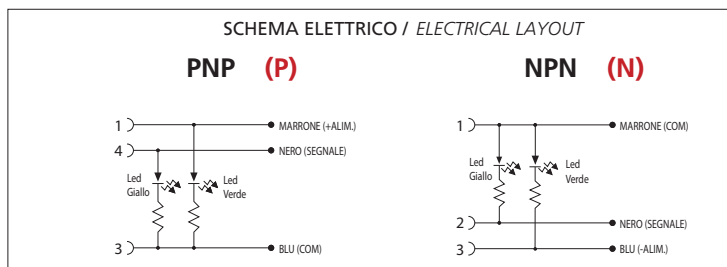 SCHEMA ELETTRICO / ELECTRICAL LAYOUT
PNP (P)
1 MARRONE (+ALIM.)
4 NERO (SEGNALE)
Led Giallo
Led Verde
3 BLU (COM)
NPN (N)
1 MARRONE (COM)
Led Giallo
Led Verde
2 NERO (SEGNALE)
3 BLU (-ALIM.)